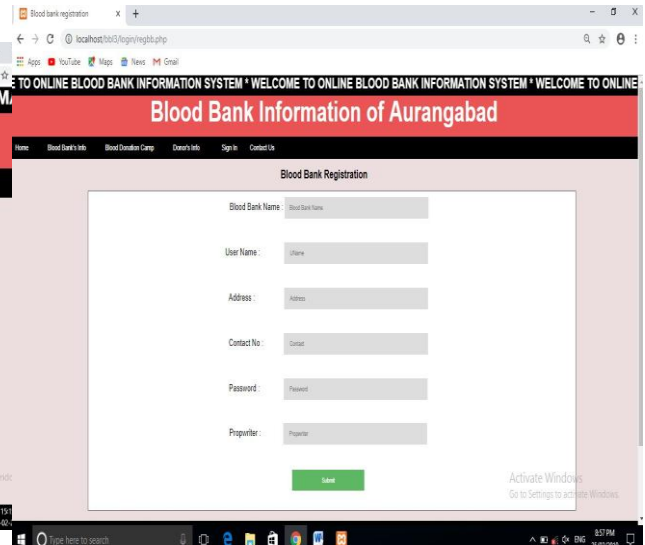 Blood bank registration
localhost/bbl3/login/regbb.php
Apps YouTube Maps News Gmail
E TO ONLINE BLOOD BANK INFORMATION SYSTEM * WELCOME TO ONLINE BLOOD BANK INFORMATION SYSTEM * WELCOME TO ONLINE
Blood Bank Information of Aurangabad
Home Blood Bank's Info Blood Donation Camp Donor's Info Sign In Contact Us
Blood Bank Registration
Blood Bank Name : Blood Bank Name
User Name : UName
Address : Address
Contact No : Contact
Password : Password
Propwriter : Propwriter
Submit
Activate Windows
Go to Settings to activate Windows.
Type here to search
ENG 8:57 PM